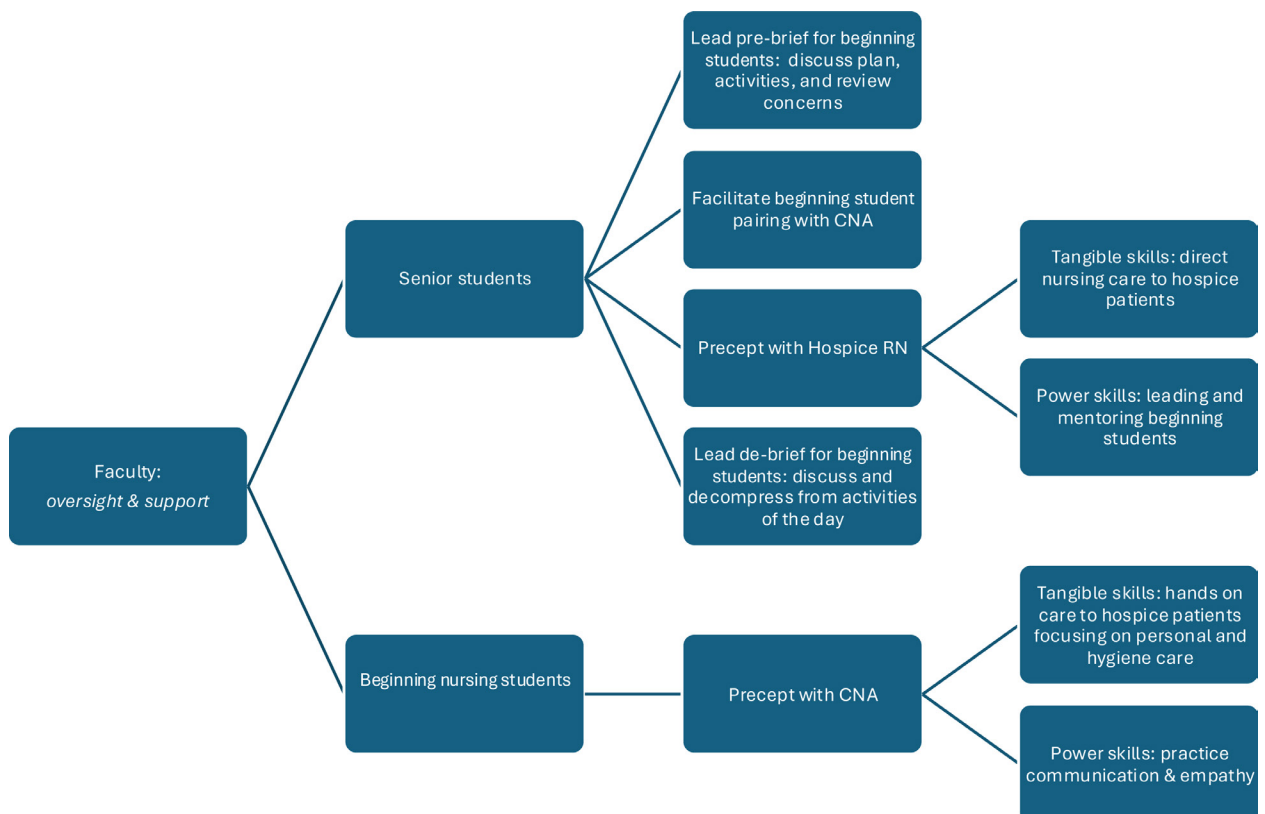 Lead pre-brief for beginning
students: discuss plan,
activities, and review
concerns
Facilitate beginning student
pairing with CNA
Senior students
Tangible skills: direct
nursing care to hospice
patients
Precept with Hospice RN
Power skills: leading and
mentoring beginning
students
Lead de-brief for beginning
students: discuss and
decompress from activities
of the day
Faculty:
oversight & support
Tangible skills: hands on
care to hospice patients
focusing on personal and
hygiene care
Beginning nursing students
Precept with CNA
Power skills: practice
communication & empathy